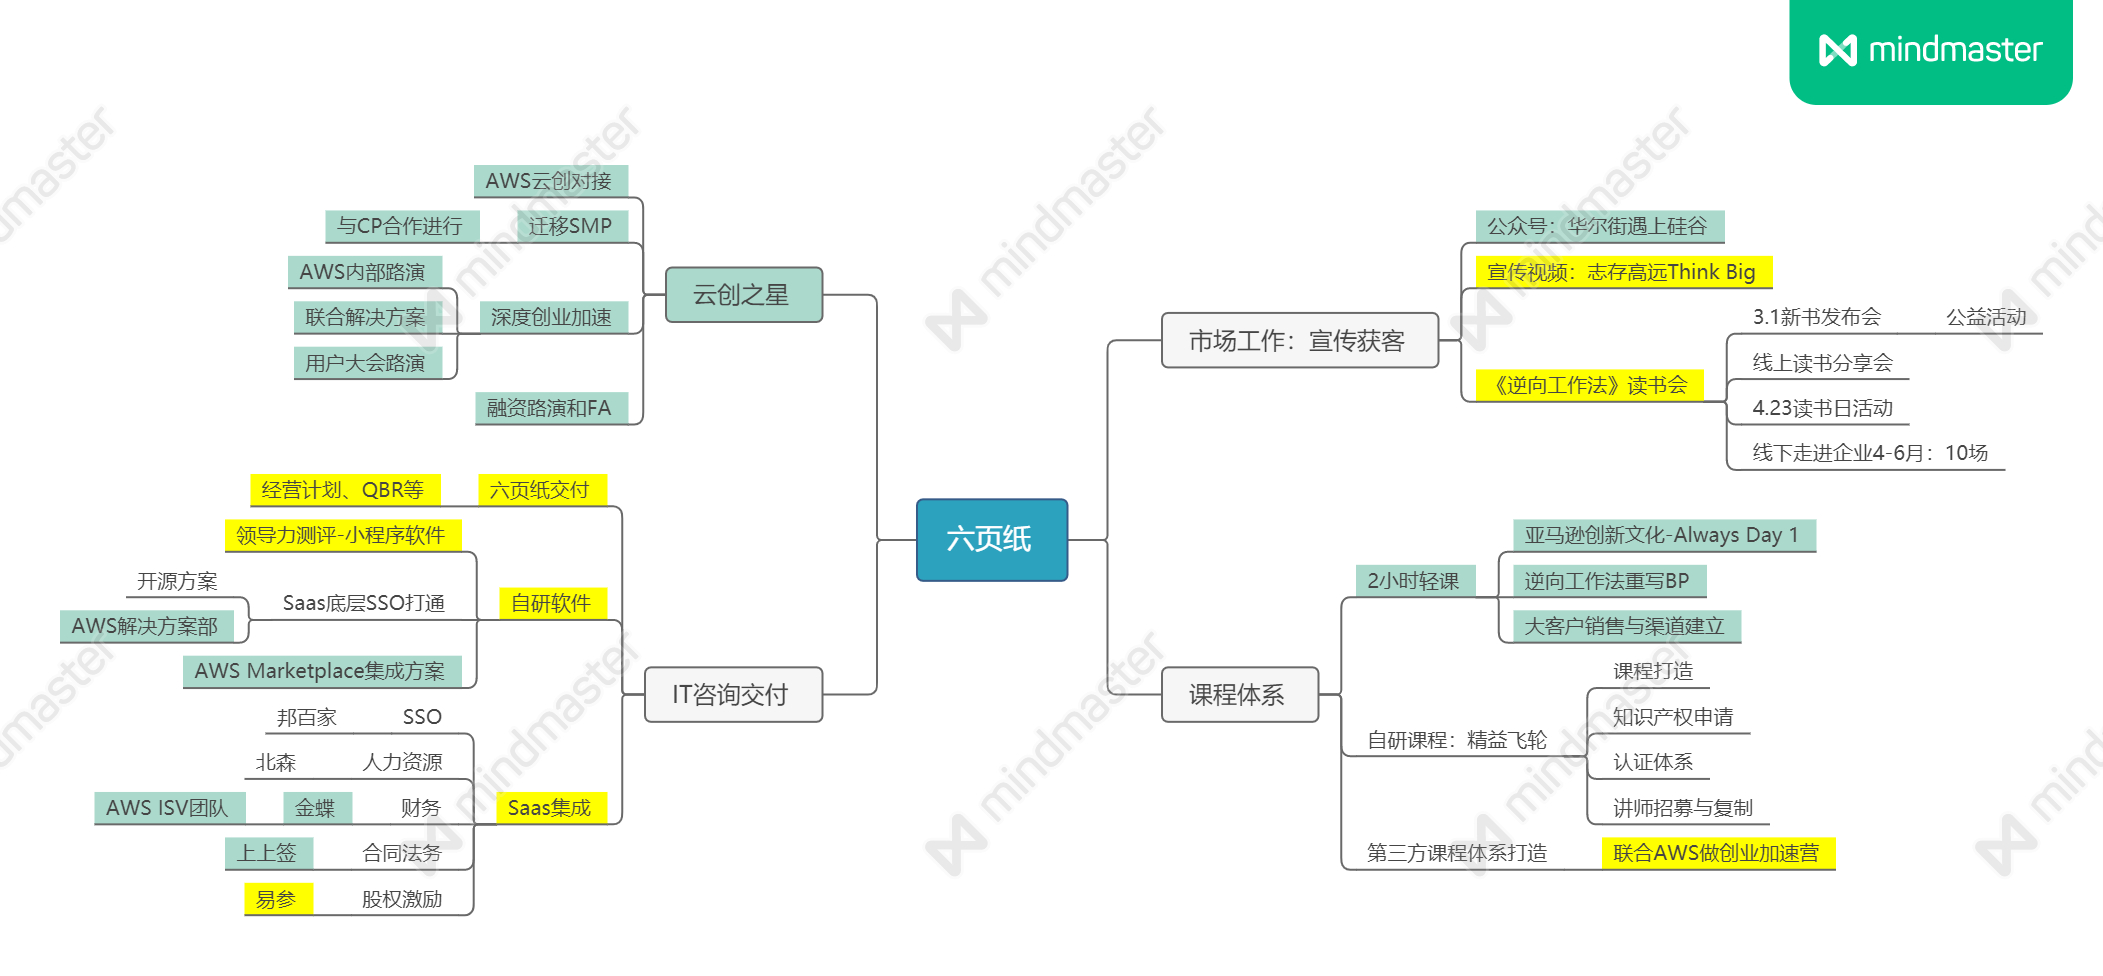 mindmaster
六页纸
市场工作：宣传获客
公众号：华尔街遇上硅谷
宣传视频：志存高远Think Big
《逆向工作法》读书会
3.1新书发布会
公益活动
线上读书分享会
4.23读书日活动
线下走进企业4-6月：10场
课程体系
2小时轻课
亚马逊创新文化-Always Day 1
逆向工作法重写BP
大客户销售与渠道建立
自研课程：精益飞轮
课程打造
知识产权申请
认证体系
讲师招募与复制
第三方课程体系打造
联合AWS做创业加速营
云创之星
AWS云创对接
迁移SMP
与CP合作进行
深度创业加速
AWS内部路演
联合解决方案
用户大会路演
融资路演和FA
IT咨询交付
六页纸交付
经营计划、QBR等
自研软件
领导力测评-小程序软件
Saas底层SSO打通
开源方案
AWS解决方案部
AWS Marketplace集成方案
Saas集成
SSO
邦百家
人力资源
北森
财务
金蝶
AWS ISV团队
合同法务
上上签
股权激励
易参
mindmaster
mindmaster
mindmaster
mindmaster
mindmaster
mindmaster
mindmaster
mindmaster